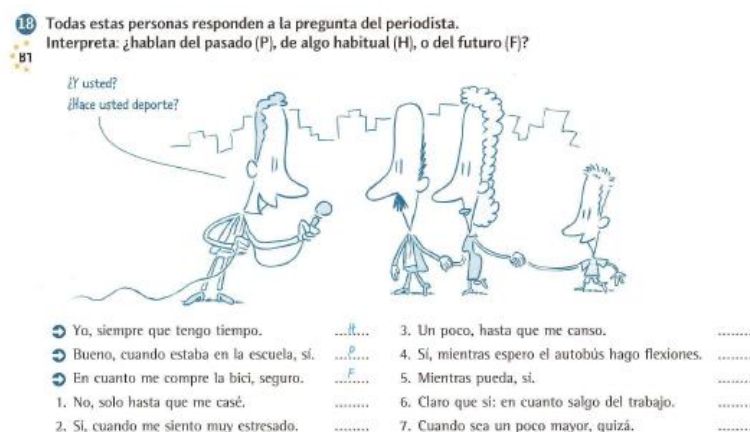 18 Todas estas personas responden a la pregunta del periodista.
Interpreta: ¿hablan del pasado (P), de algo habitual (H), o del futuro (F)?
B1
¿Y usted?
¿Hace usted deporte?
Yo, siempre que tengo tiempo. ...H...
Bueno, cuando estaba en la escuela, sí. ...P...
En cuanto me compre la bici, seguro. ...F...
1. No, solo hasta que me casé. ........
2. Sí, cuando me siento muy estresado. ........
3. Un poco, hasta que me canso. ........
4. Sí, mientras espero el autobús hago flexiones. ........
5. Mientras pueda, sí. ........
6. Claro que sí: en cuanto salgo del trabajo. ........
7. Cuando sea un poco mayor, quizá. ........